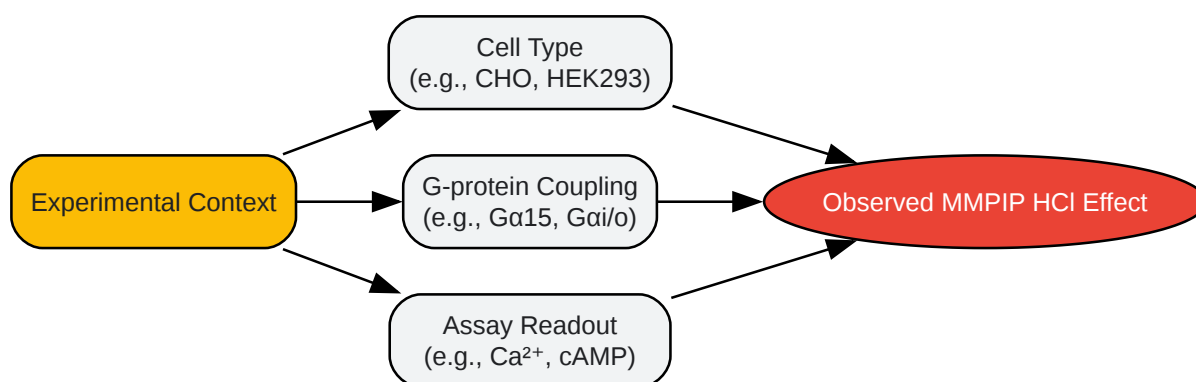 Experimental Context
Cell Type
(e.g., CHO, HEK293)
G-protein Coupling
(e.g., Gα15, Gαi/o)
Assay Readout
(e.g., Ca²⁺, cAMP)
Observed MMPIP HCl Effect